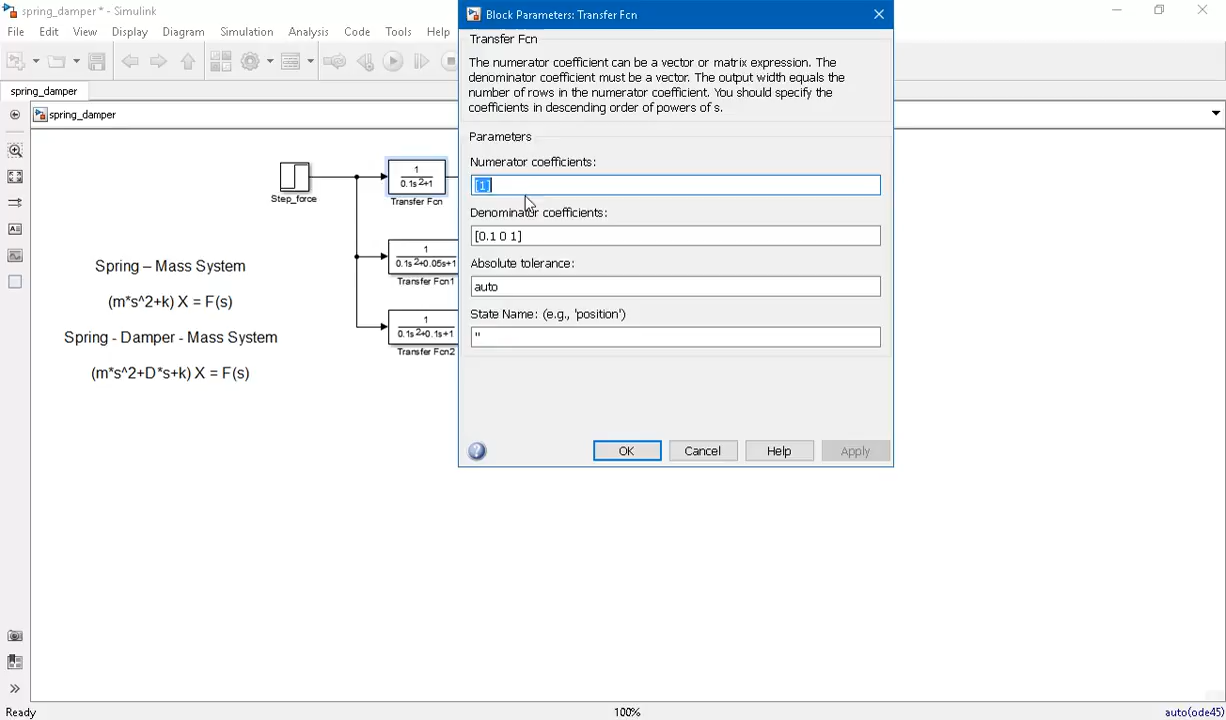 spring_damper * - Simulink
File Edit View Display Diagram Simulation Analysis Code Tools Help
spring_damper
spring_damper
Step_force
1
0.1s²+1
Transfer Fcn
1
0.1s²+0.05s+1
Transfer Fcn1
1
0.1s²+0.1s+1
Transfer Fcn2
Spring – Mass System
(m*s^2+k) X = F(s)
Spring - Damper - Mass System
(m*s^2+D*s+k) X = F(s)
Block Parameters: Transfer Fcn
Transfer Fcn
The numerator coefficient can be a vector or matrix expression. The
denominator coefficient must be a vector. The output width equals the
number of rows in the numerator coefficient. You should specify the
coefficients in descending order of powers of s.
Parameters
Numerator coefficients:
[1]
Denominator coefficients:
[0.1 0 1]
Absolute tolerance:
auto
State Name: (e.g., 'position')
''
OK Cancel Help Apply
Ready 100% auto(ode45)